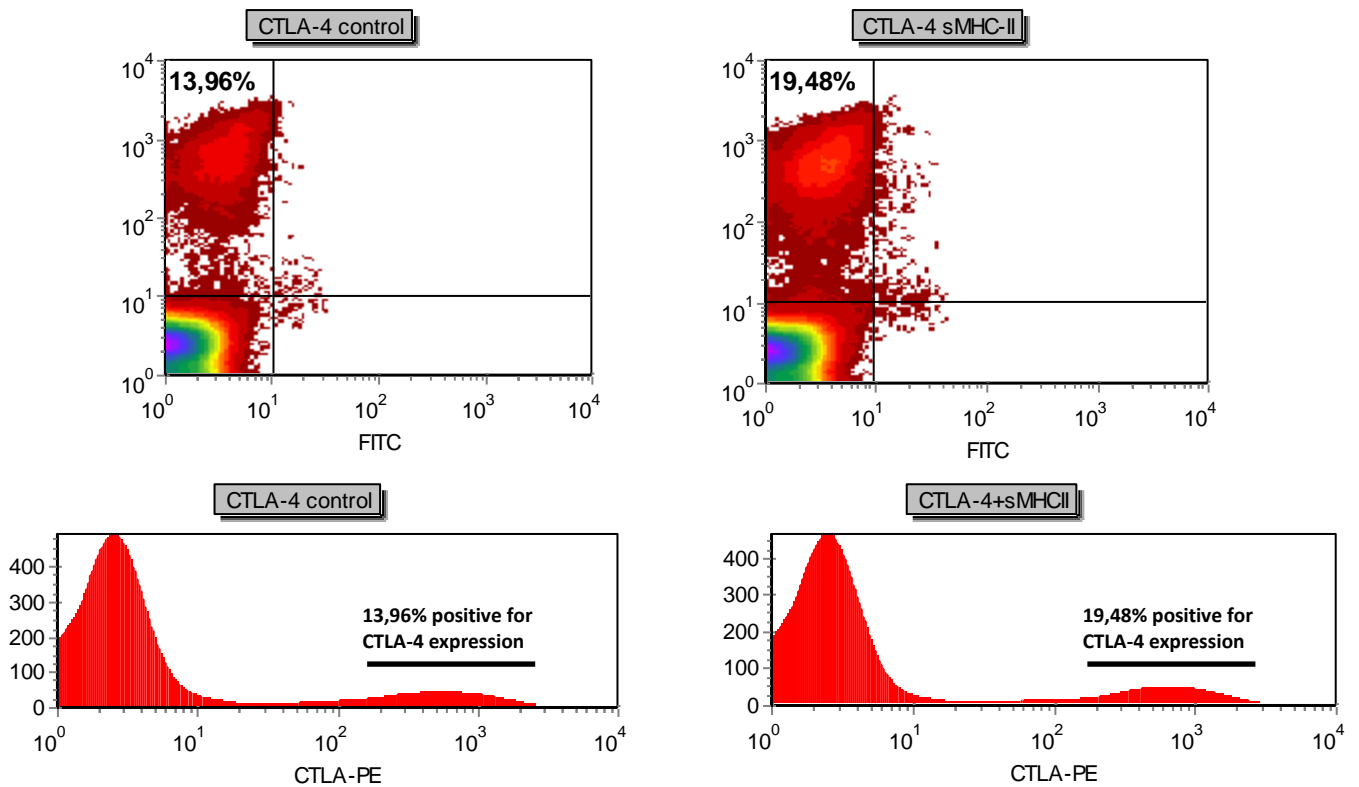 CTLA-4 control
CTLA-4 sMHC-II
13,96%
10^4
10^3
10^2
10^1
10^0
10^0 10^1 10^2 10^3 10^4
FITC
19,48%
10^4
10^3
10^2
10^1
10^0
10^0 10^1 10^2 10^3 10^4
FITC
CTLA-4 control
CTLA-4+sMHCII
400
300
200
100
0
13,96% positive for
CTLA-4 expression
10^0 10^1 10^2 10^3 10^4
CTLA-PE
400
300
200
100
0
19,48% positive for
CTLA-4 expression
10^0 10^1 10^2 10^3 10^4
CTLA-PE